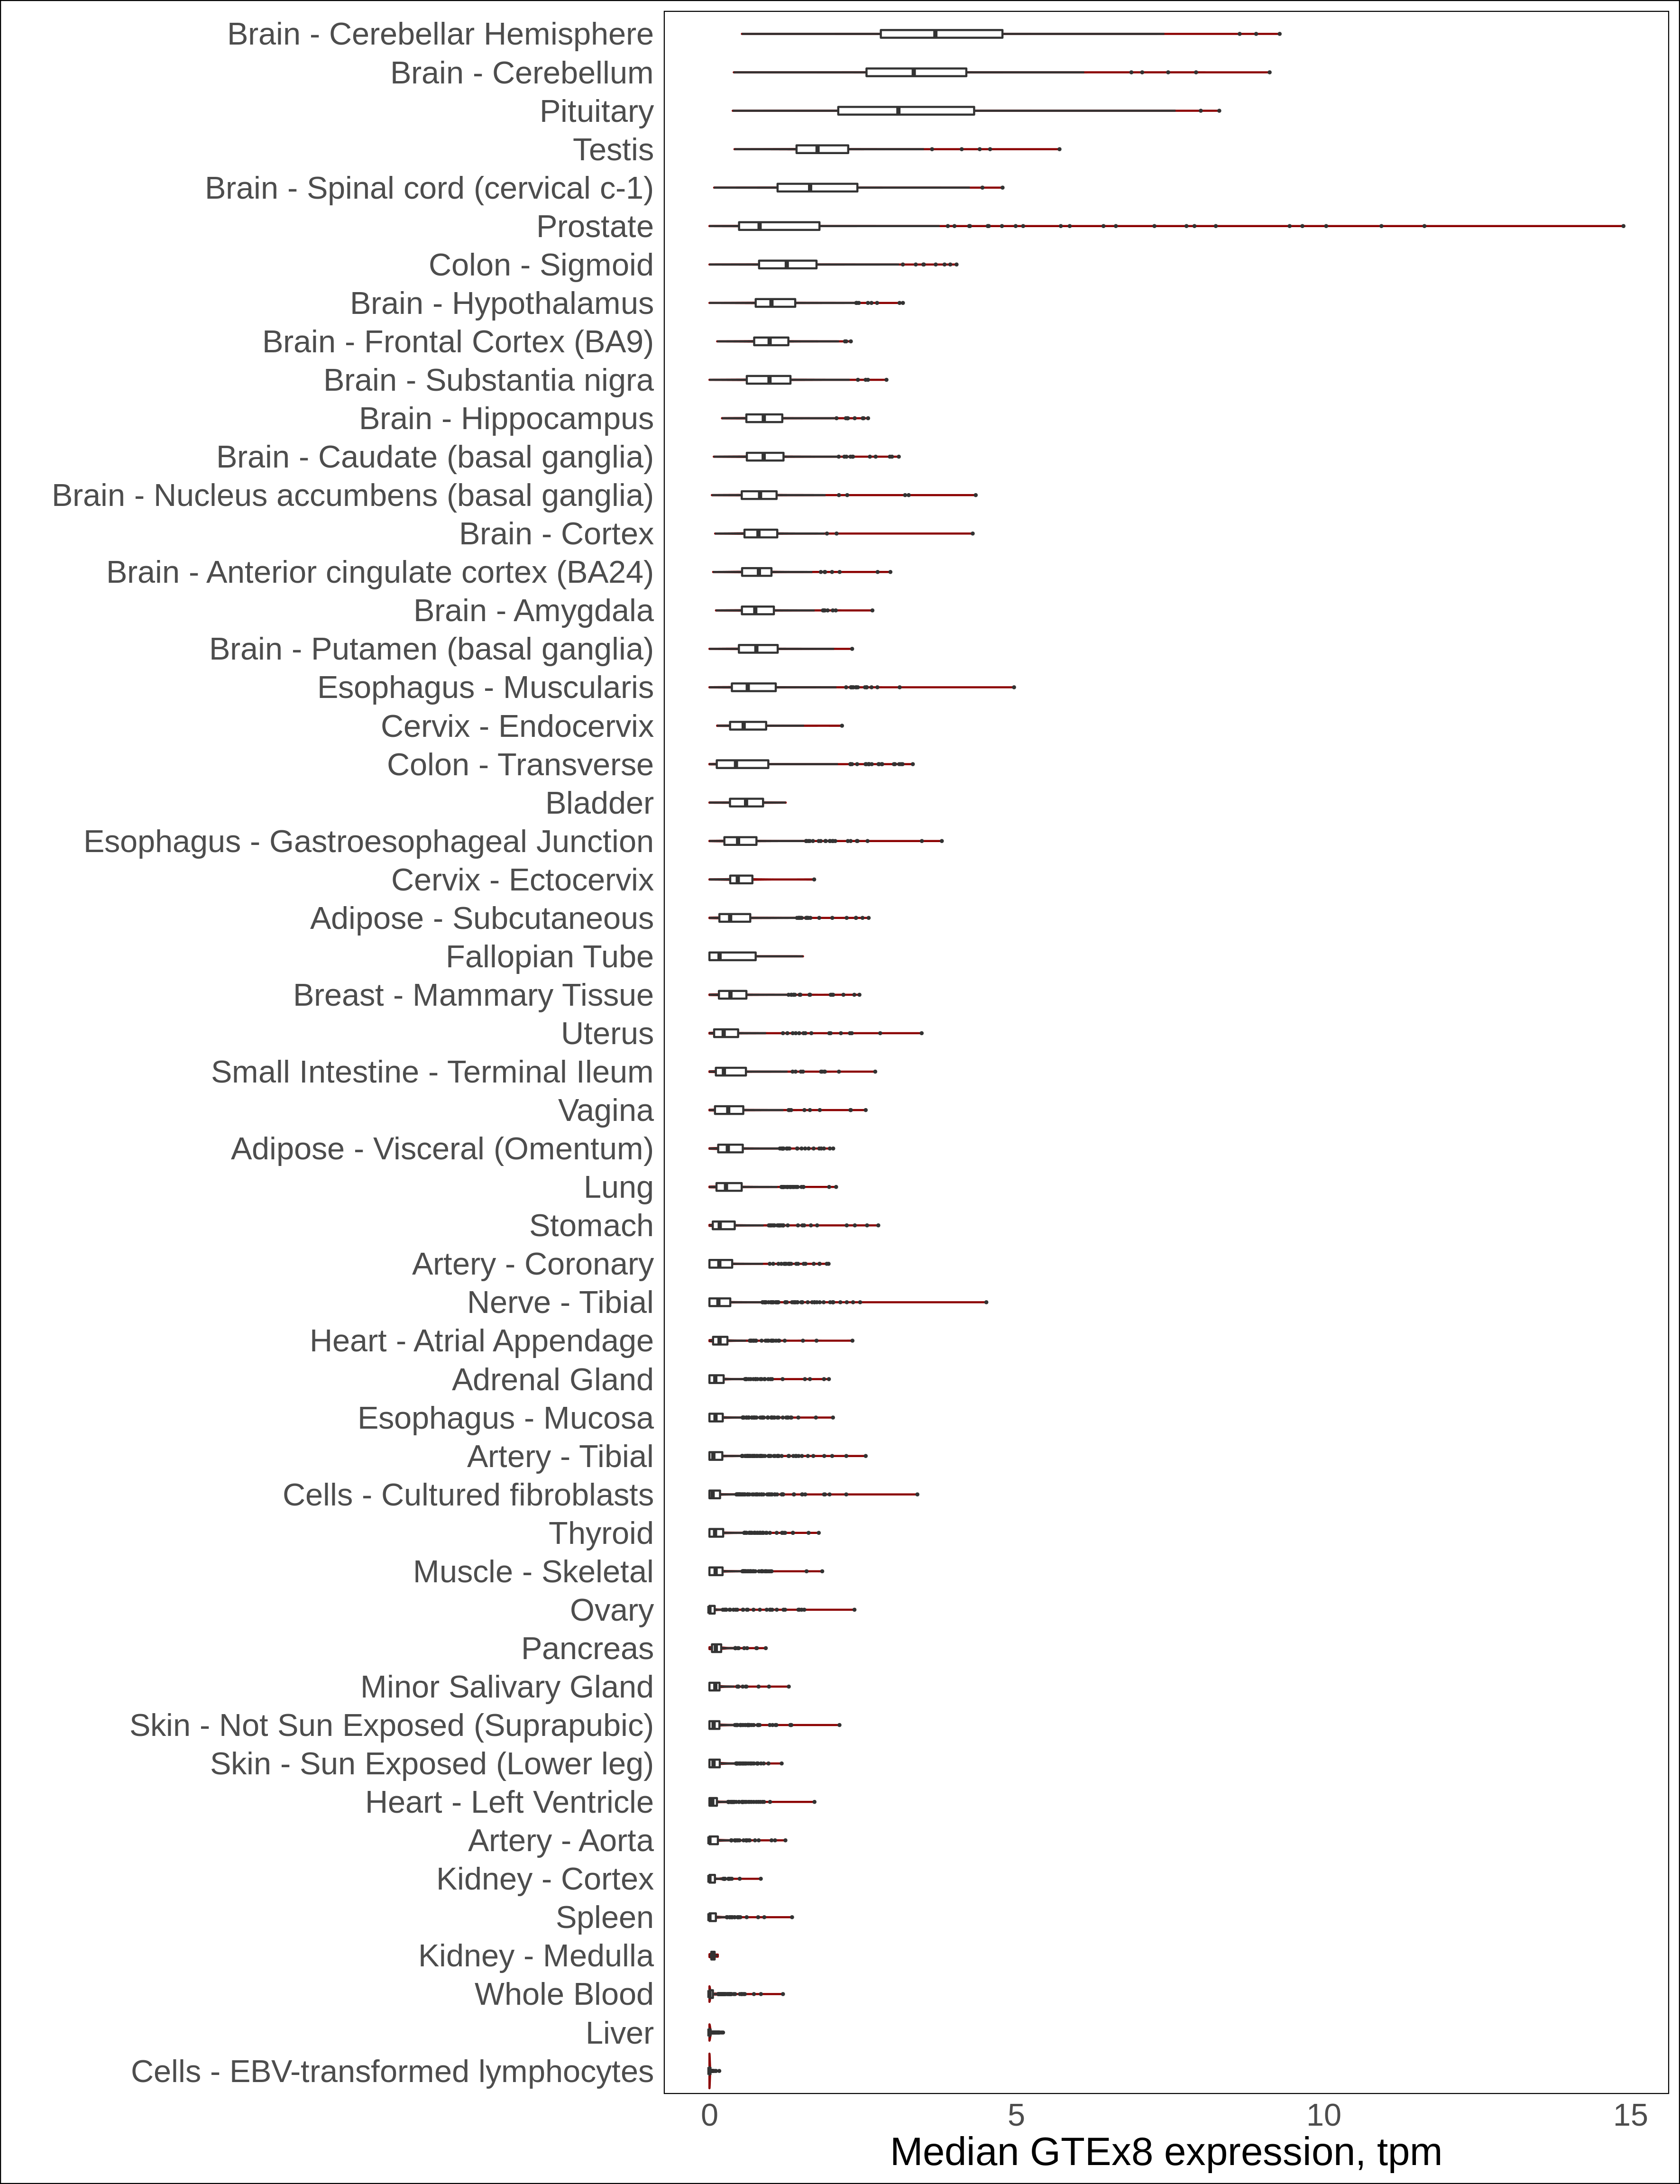 Brain - Cerebellar Hemisphere
Brain - Cerebellum
Pituitary
Testis
Brain - Spinal cord (cervical c-1)
Prostate
Colon - Sigmoid
Brain - Hypothalamus
Brain - Frontal Cortex (BA9)
Brain - Substantia nigra
Brain - Hippocampus
Brain - Caudate (basal ganglia)
Brain - Nucleus accumbens (basal ganglia)
Brain - Cortex
Brain - Anterior cingulate cortex (BA24)
Brain - Amygdala
Brain - Putamen (basal ganglia)
Esophagus - Muscularis
Cervix - Endocervix
Colon - Transverse
Bladder
Esophagus - Gastroesophageal Junction
Cervix - Ectocervix
Adipose - Subcutaneous
Fallopian Tube
Breast - Mammary Tissue
Uterus
Small Intestine - Terminal Ileum
Vagina
Adipose - Visceral (Omentum)
Lung
Stomach
Artery - Coronary
Nerve - Tibial
Heart - Atrial Appendage
Adrenal Gland
Esophagus - Mucosa
Artery - Tibial
Cells - Cultured fibroblasts
Thyroid
Muscle - Skeletal
Ovary
Pancreas
Minor Salivary Gland
Skin - Not Sun Exposed (Suprapubic)
Skin - Sun Exposed (Lower leg)
Heart - Left Ventricle
Artery - Aorta
Kidney - Cortex
Spleen
Kidney - Medulla
Whole Blood
Liver
Cells - EBV-transformed lymphocytes
0 5 10 15
Median GTEx8 expression, tpm